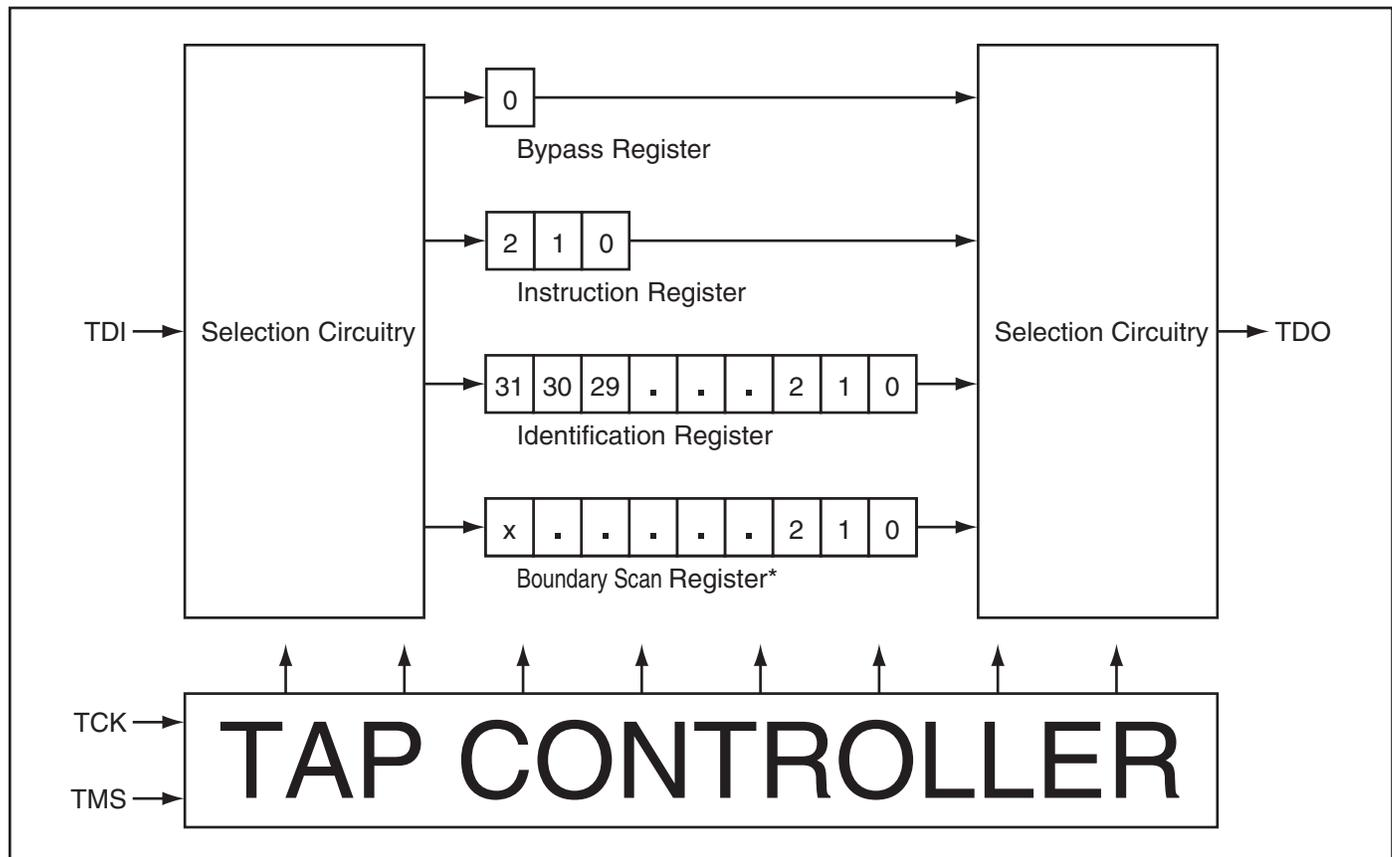 0
Bypass Register
2 1 0
Instruction Register
TDI Selection Circuitry Selection Circuitry TDO
31 30 29 . . . 2 1 0
Identification Register
x . . . . . 2 1 0
Boundary Scan Register*
TCK
TAP CONTROLLER
TMS